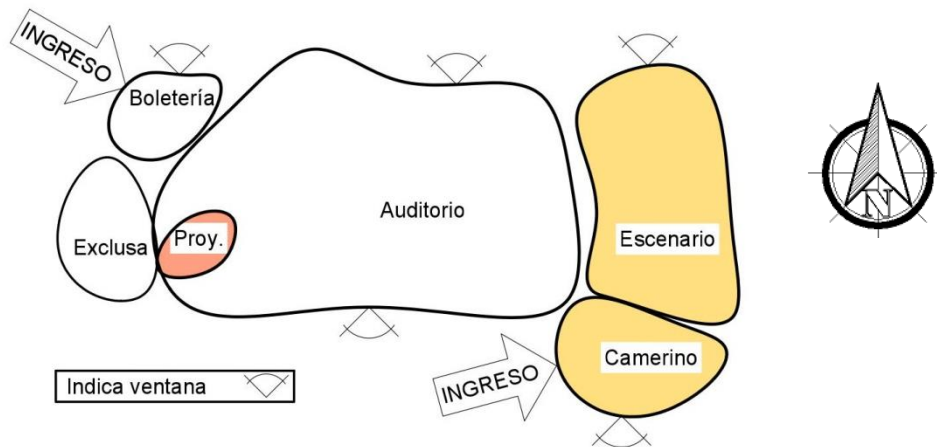 INGRESO
Boletería
Exclusa
Proy.
Auditorio
Escenario
N
Camerino
INGRESO
Indica ventana